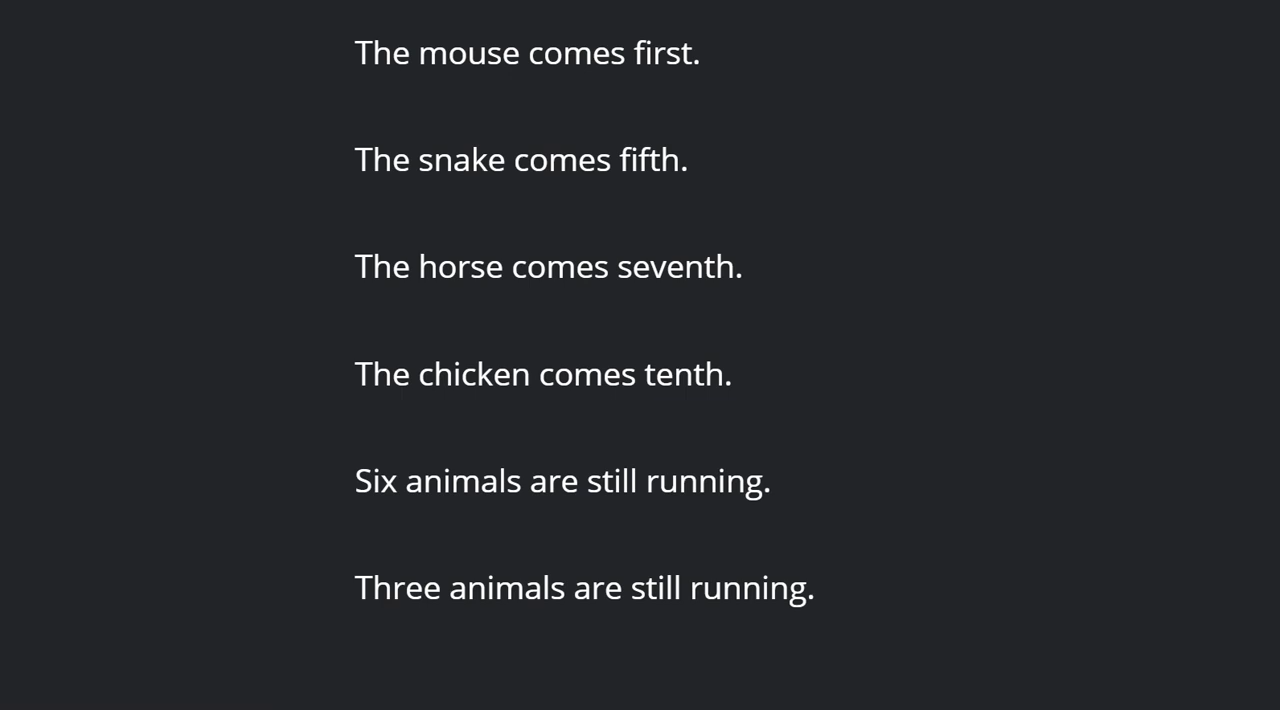 The mouse comes first.
The snake comes fifth.
The horse comes seventh.
The chicken comes tenth.
Six animals are still running.
Three animals are still running.